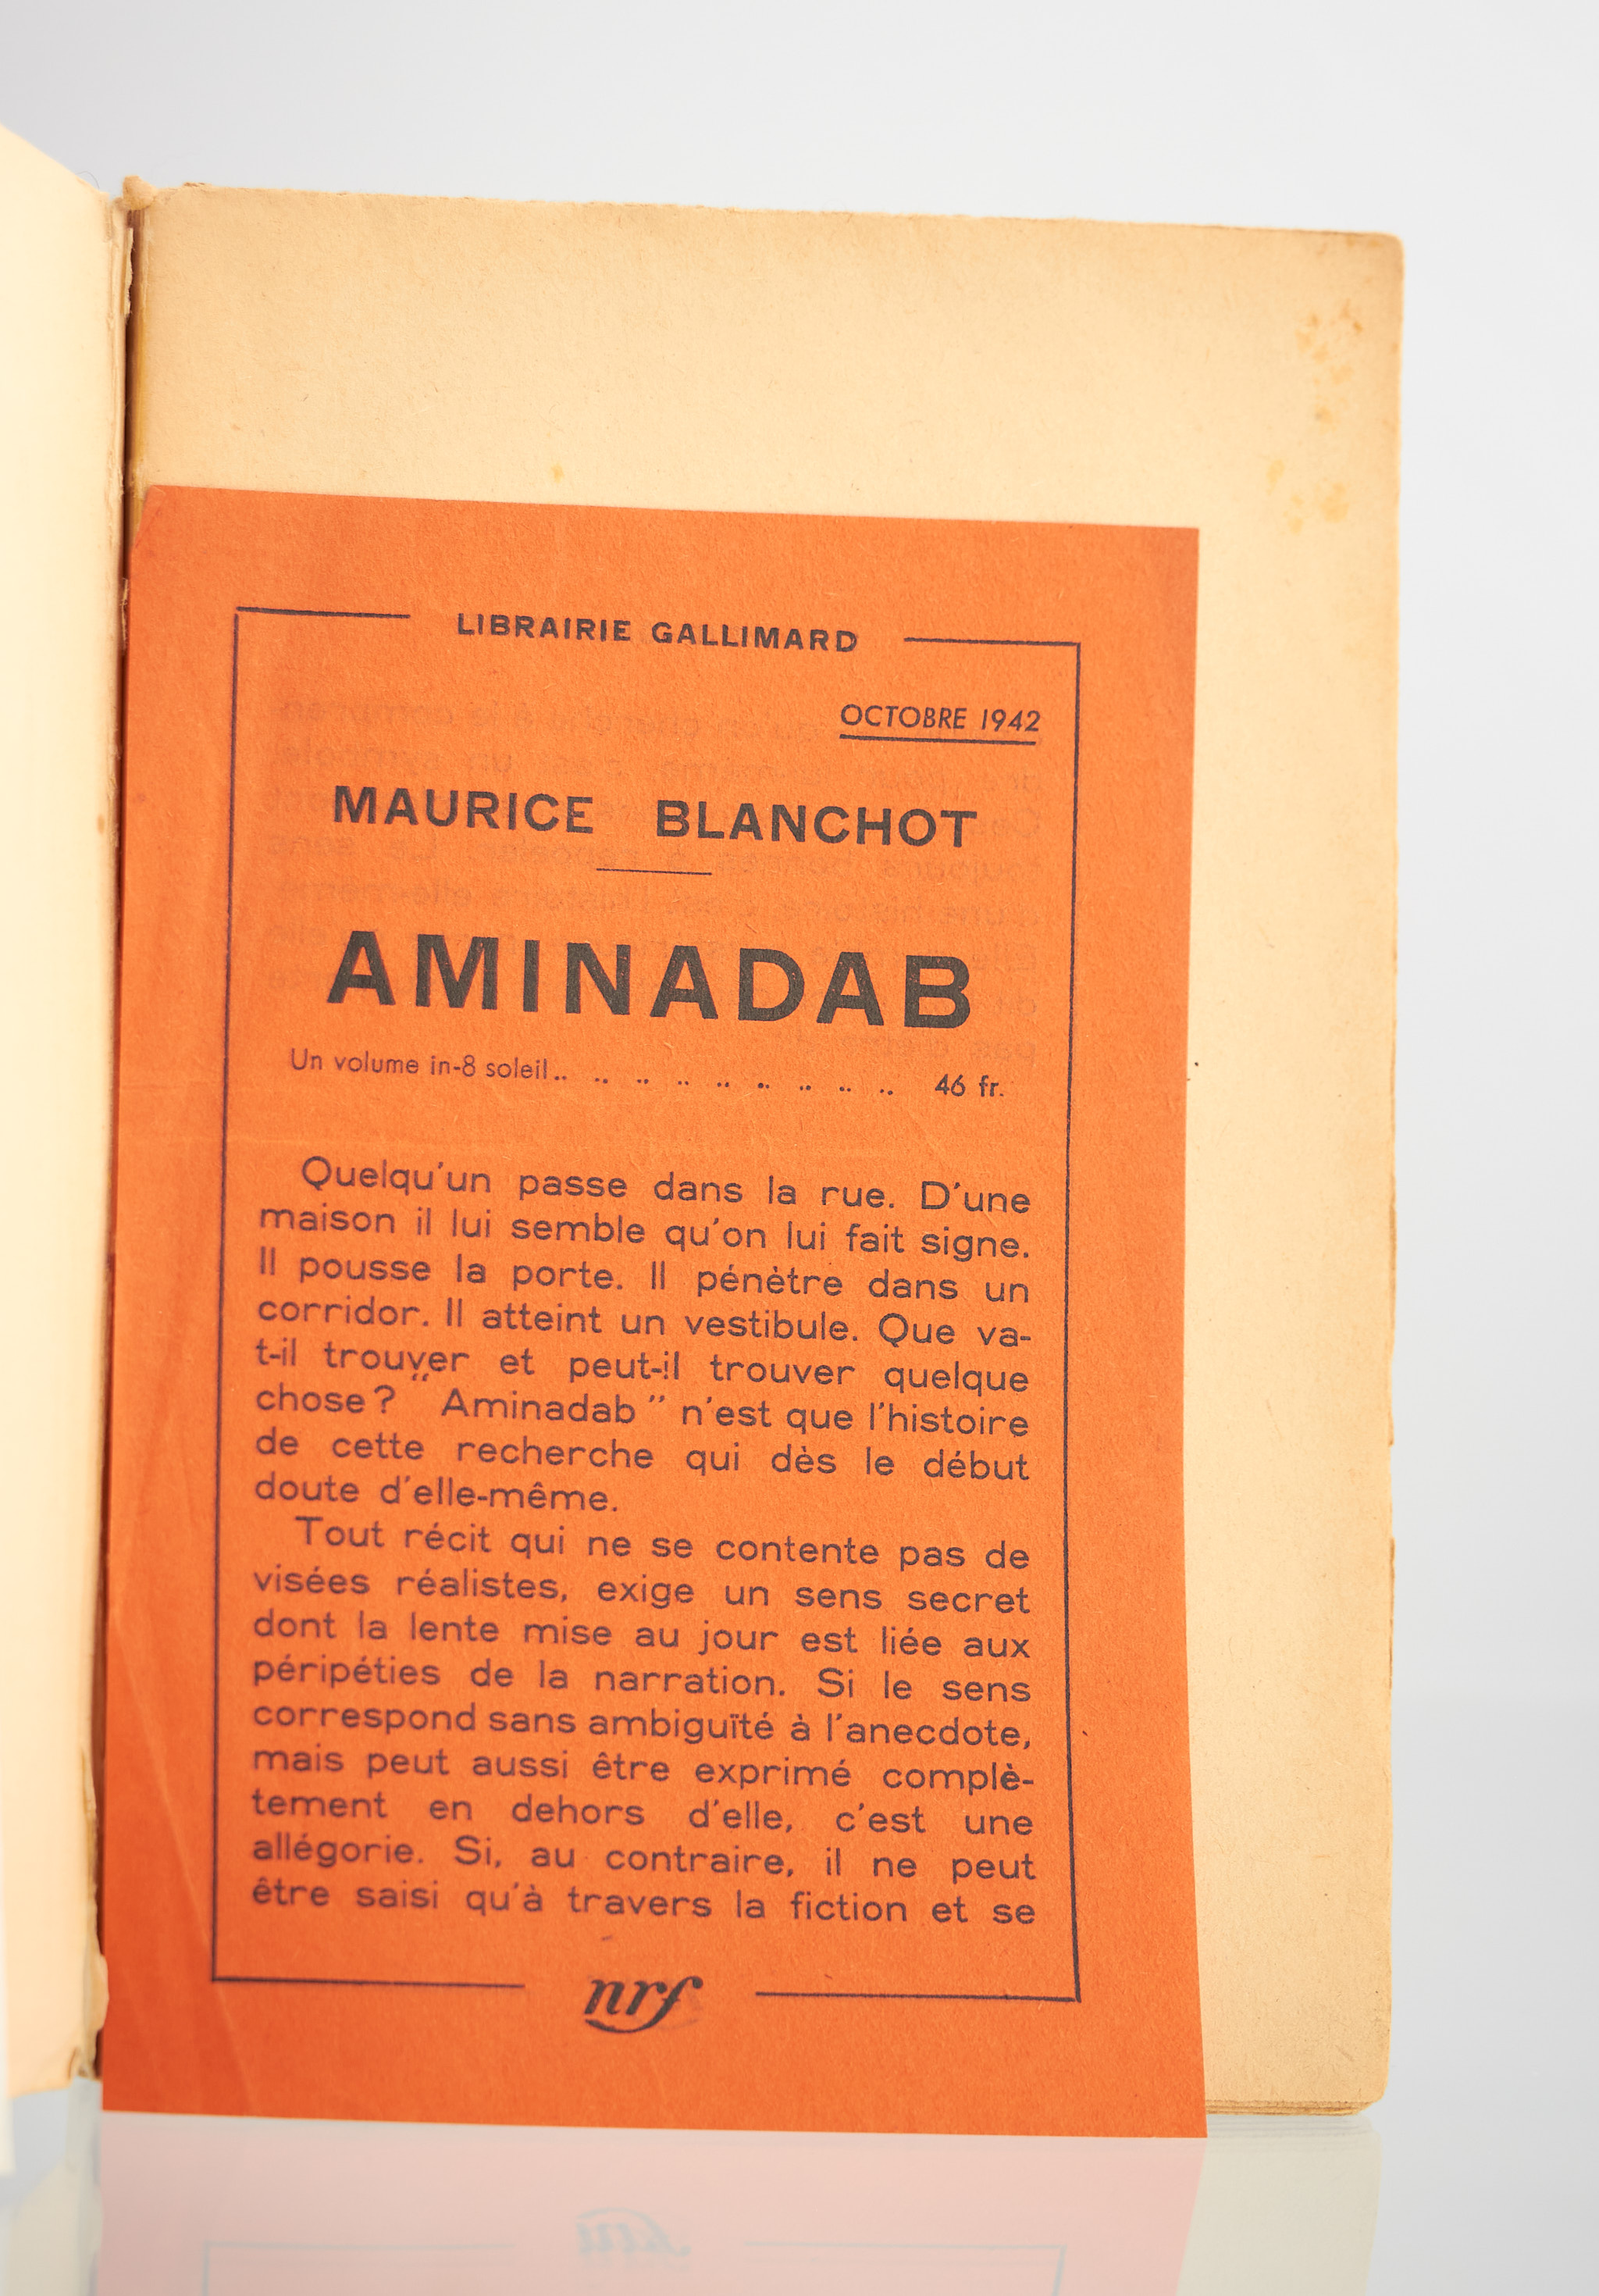 LIBRAIRIE GALLIMARD
OCTOBRE 1942
MAURICE BLANCHOT
AMINADAB
Un volume in-8 soleil.. .. .. .. .. .. .. .. .. 46 fr.
Quelqu'un passe dans la rue. D'une
maison il lui semble qu'on lui fait signe.
Il pousse la porte. Il pénètre dans un
corridor. Il atteint un vestibule. Que va-
t-il trouver et peut-il trouver quelque
chose ? “ Aminadab ” n'est que l'histoire
de cette recherche qui dès le début
doute d'elle-même.
Tout récit qui ne se contente pas de
visées réalistes, exige un sens secret
dont la lente mise au jour est liée aux
péripéties de la narration. Si le sens
correspond sans ambiguïté à l'anecdote,
mais peut aussi être exprimé complè-
tement en dehors d'elle, c'est une
allégorie. Si, au contraire, il ne peut
être saisi qu'à travers la fiction et se
nrf